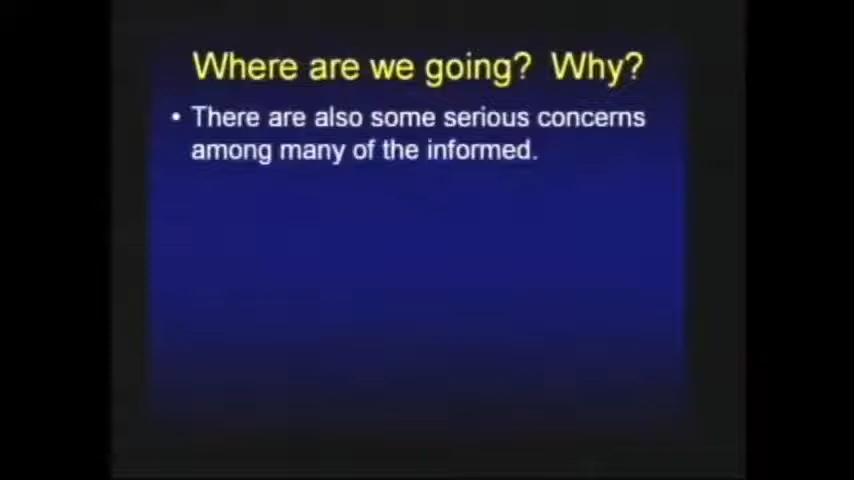 Where are we going? Why?
• There are also some serious concerns
among many of the informed.